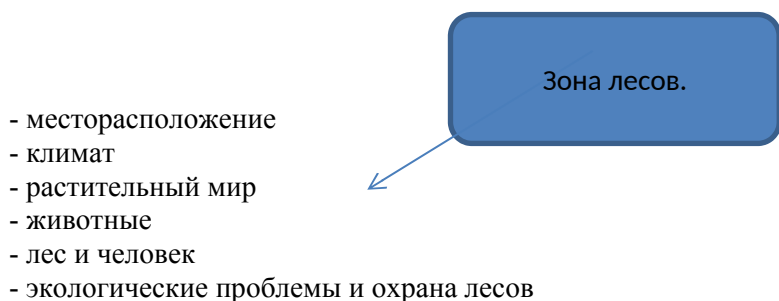 Зона лесов.
- месторасположение
- климат
- растительный мир
- животные
- лес и человек
- экологические проблемы и охрана лесов